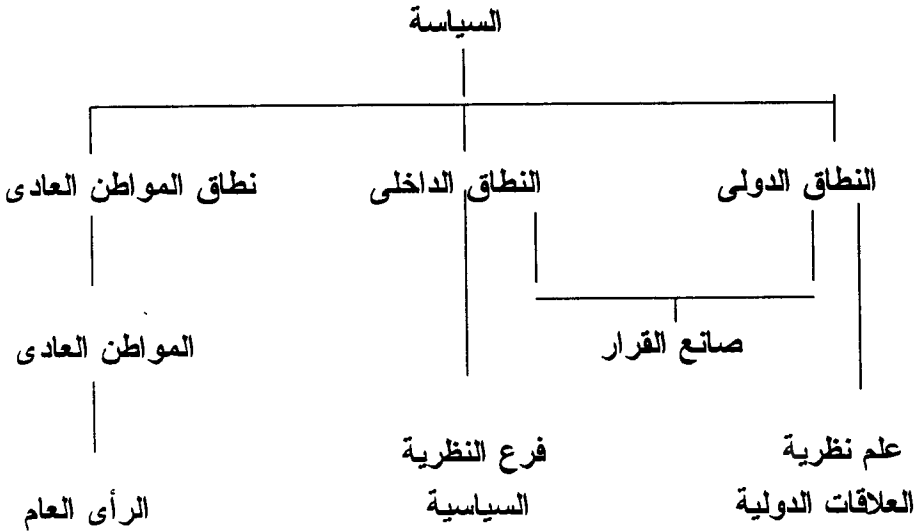 السياسة
النطاق الدولى
النطاق الداخلى
نطاق المواطن العادى
صانع القرار
المواطن العادى
علم نظرية
العلاقات الدولية
فرع النظرية
السياسية
الرأى العام